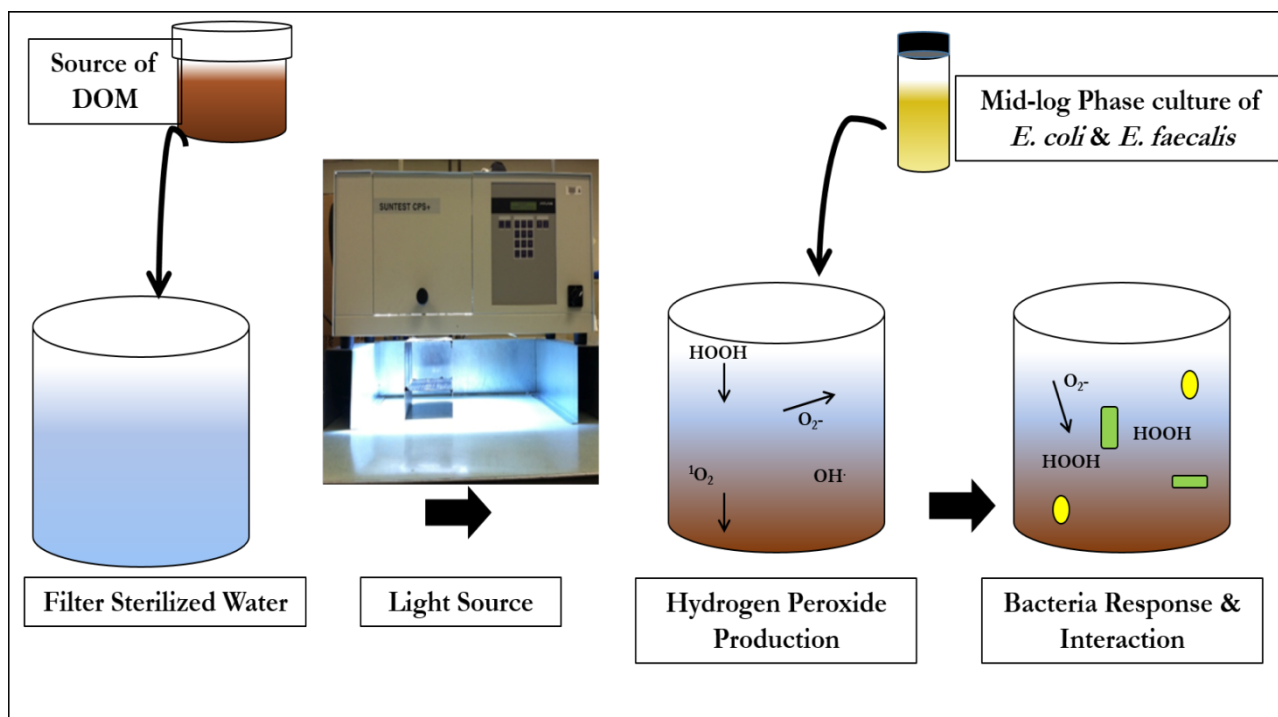 Source of
DOM
Mid-log Phase culture of
E. coli & E. faecalis
SUNTEST CPS+
HOOH
O₂-
¹O₂
OH·
O₂-
HOOH
HOOH
Filter Sterilized Water
Light Source
Hydrogen Peroxide
Production
Bacteria Response &
Interaction